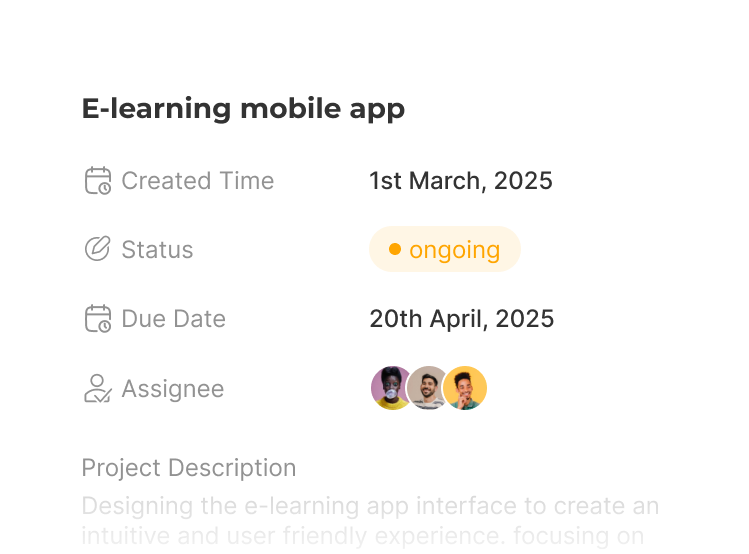 E-learning mobile app
Created Time 1st March, 2025
Status ongoing
Due Date 20th April, 2025
Assignee
Project Description
Designing the e-learning app interface to create an
intuitive and user friendly experience. focusing on